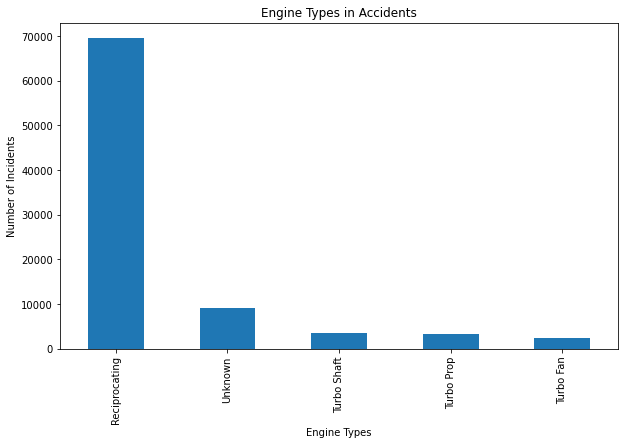 Engine Types in Accidents
Number of Incidents
70000
60000
50000
40000
30000
20000
10000
0
Reciprocating
Unknown
Turbo Shaft
Turbo Prop
Turbo Fan
Engine Types